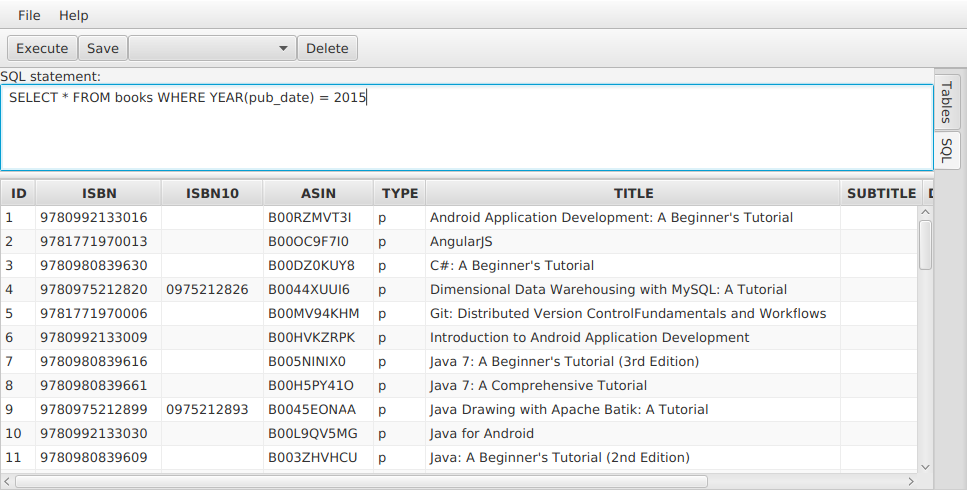 File Help
Execute Save Delete
SQL statement:
SELECT * FROM books WHERE YEAR(pub_date) = 2015
Tables
SQL
ID ISBN ISBN10 ASIN TYPE TITLE SUBTITLE
1 9780992133016 B00RZMVT3I p Android Application Development: A Beginner's Tutorial
2 9781771970013 B00OC9F7I0 p AngularJS
3 9780980839630 B00DZ0KUY8 p C#: A Beginner's Tutorial
4 9780975212820 0975212826 B0044XUUI6 p Dimensional Data Warehousing with MySQL: A Tutorial
5 9781771970006 B00MV94KHM p Git: Distributed Version ControlFundamentals and Workflows
6 9780992133009 B00HVKZRPK p Introduction to Android Application Development
7 9780980839616 B005NINIX0 p Java 7: A Beginner's Tutorial (3rd Edition)
8 9780980839661 B00H5PY41O p Java 7: A Comprehensive Tutorial
9 9780975212899 0975212893 B0045EONAA p Java Drawing with Apache Batik: A Tutorial
10 9780992133030 B00L9QV5MG p Java for Android
11 9780980839609 B003ZHVHCU p Java: A Beginner's Tutorial (2nd Edition)